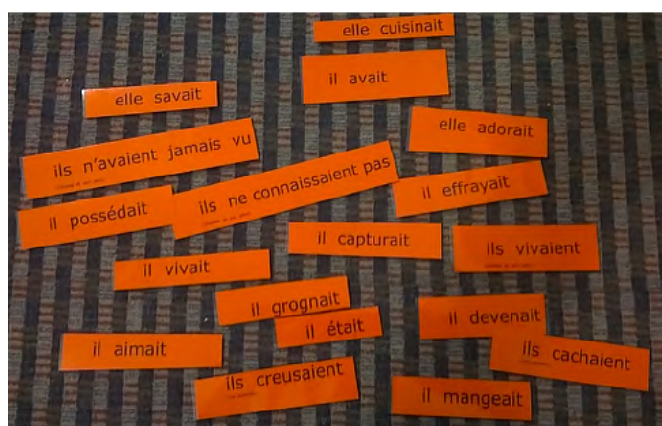 elle cuisinait
il avait
elle savait
elle adorait
ils n'avaient jamais vu
ils ne connaissaient pas
il effrayait
il possédait
il capturait
ils vivaient
il vivait
il grognait
il devenait
il était
il aimait
ils cachaient
ils creusaient
il mangeait